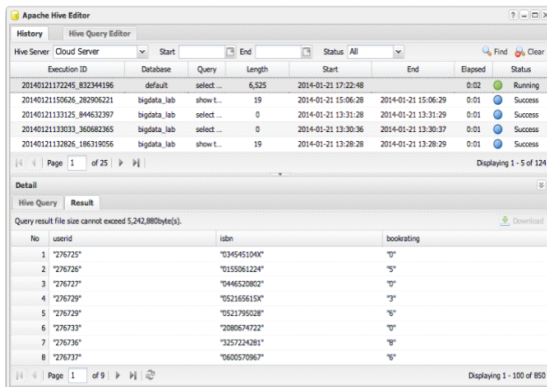 Apache Hive Editor
History Hive Query Editor
Hive Server Cloud Server Start End Status All Find Clear
Execution ID Database Query Length Start End Elapsed Status
20140121172245_832344196 default select ... 6,525 2014-01-21 17:22:48 0:02 Running
20140121150626_282906221 bigdata_lab show t... 19 2014-01-21 15:06:28 2014-01-21 15:06:29 0:01 Success
20140121133125_844632397 bigdata_lab select ... 0 2014-01-21 13:31:28 2014-01-21 13:31:29 0:01 Success
20140121133033_360682365 bigdata_lab select ... 0 2014-01-21 13:30:36 2014-01-21 13:30:37 0:01 Success
20140121132826_186319056 bigdata_lab show t... 19 2014-01-21 13:28:28 2014-01-21 13:28:29 0:01 Success
Page 1 of 25 Displaying 1 - 5 of 124
Detail
Hive Query Result
Query result file size cannot exceed 5,242,880byte(s). Download
No userid isbn bookrating
1 "276725" "034545104X" "0"
2 "276726" "0155061224" "5"
3 "276727" "0446520802" "0"
4 "276729" "052165615X" "3"
5 "276729" "0521795028" "6"
6 "276733" "2080674722" "0"
7 "276736" "3257224281" "8"
8 "276737" "0600570967" "6"
Page 1 of 9 Displaying 1 - 100 of 850